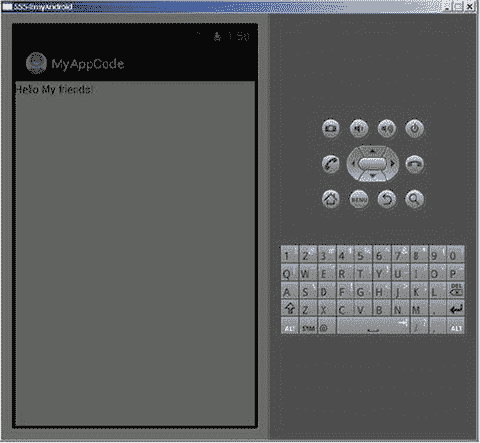 5554:myAndroid
1:50
MyAppCode
Hello My friends!
MENU
1 2 3 4 5 6 7 8 9 0
Q W E R T Y U I O P
A S D F G H J K L DEL
Z X C V B N M .
ALT SYM @ / , ALT